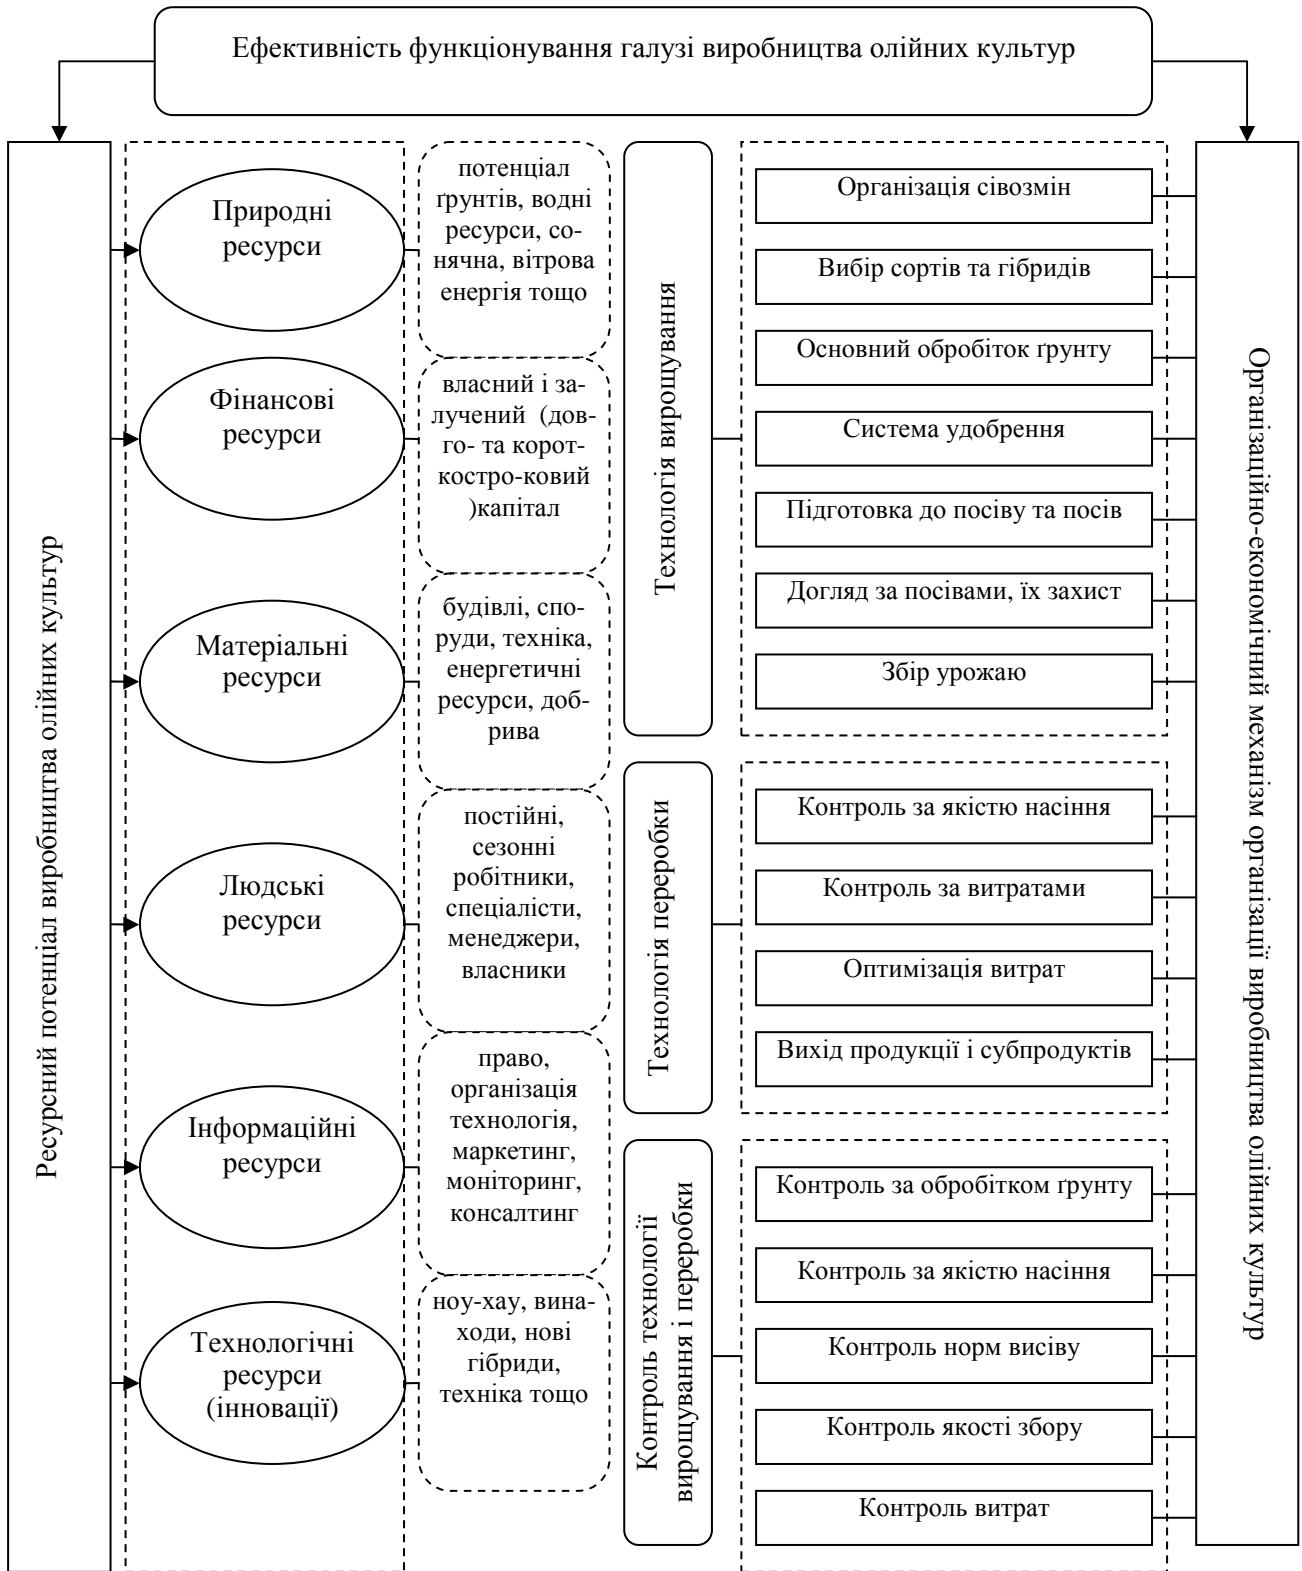 Ефективність функціонування галузі виробництва олійних культур
Ресурсний потенціал виробництва олійних культур
Природні
ресурси
потенціал
ґрунтів, водні
ресурси, со-
нячна, вітрова
енергія тощо
Фінансові
ресурси
власний і за-
лучений (дов-
го- та корот-
костро-ковий
)капітал
Матеріальні
ресурси
будівлі, спо-
руди, техніка,
енергетичні
ресурси, доб-
рива
Людські
ресурси
постійні,
сезонні
робітники,
спеціалісти,
менеджери,
власники
Інформаційні
ресурси
право,
організація
технологія,
маркетинг,
моніторинг,
консалтинг
Технологічні
ресурси
(інновації)
ноу-хау, вина-
ходи, нові
гібриди,
техніка тощо
Технологія вирощування
Організація сівозмін
Вибір сортів та гібридів
Основний обробіток ґрунту
Система удобрення
Підготовка до посіву та посів
Догляд за посівами, їх захист
Збір урожаю
Технологія переробки
Контроль за якістю насіння
Контроль за витратами
Оптимізація витрат
Вихід продукції і субпродуктів
Контроль технології
вирощування і переробки
Контроль за обробітком ґрунту
Контроль за якістю насіння
Контроль норм висіву
Контроль якості збору
Контроль витрат
Організаційно-економічний механізм організації виробництва олійних культур